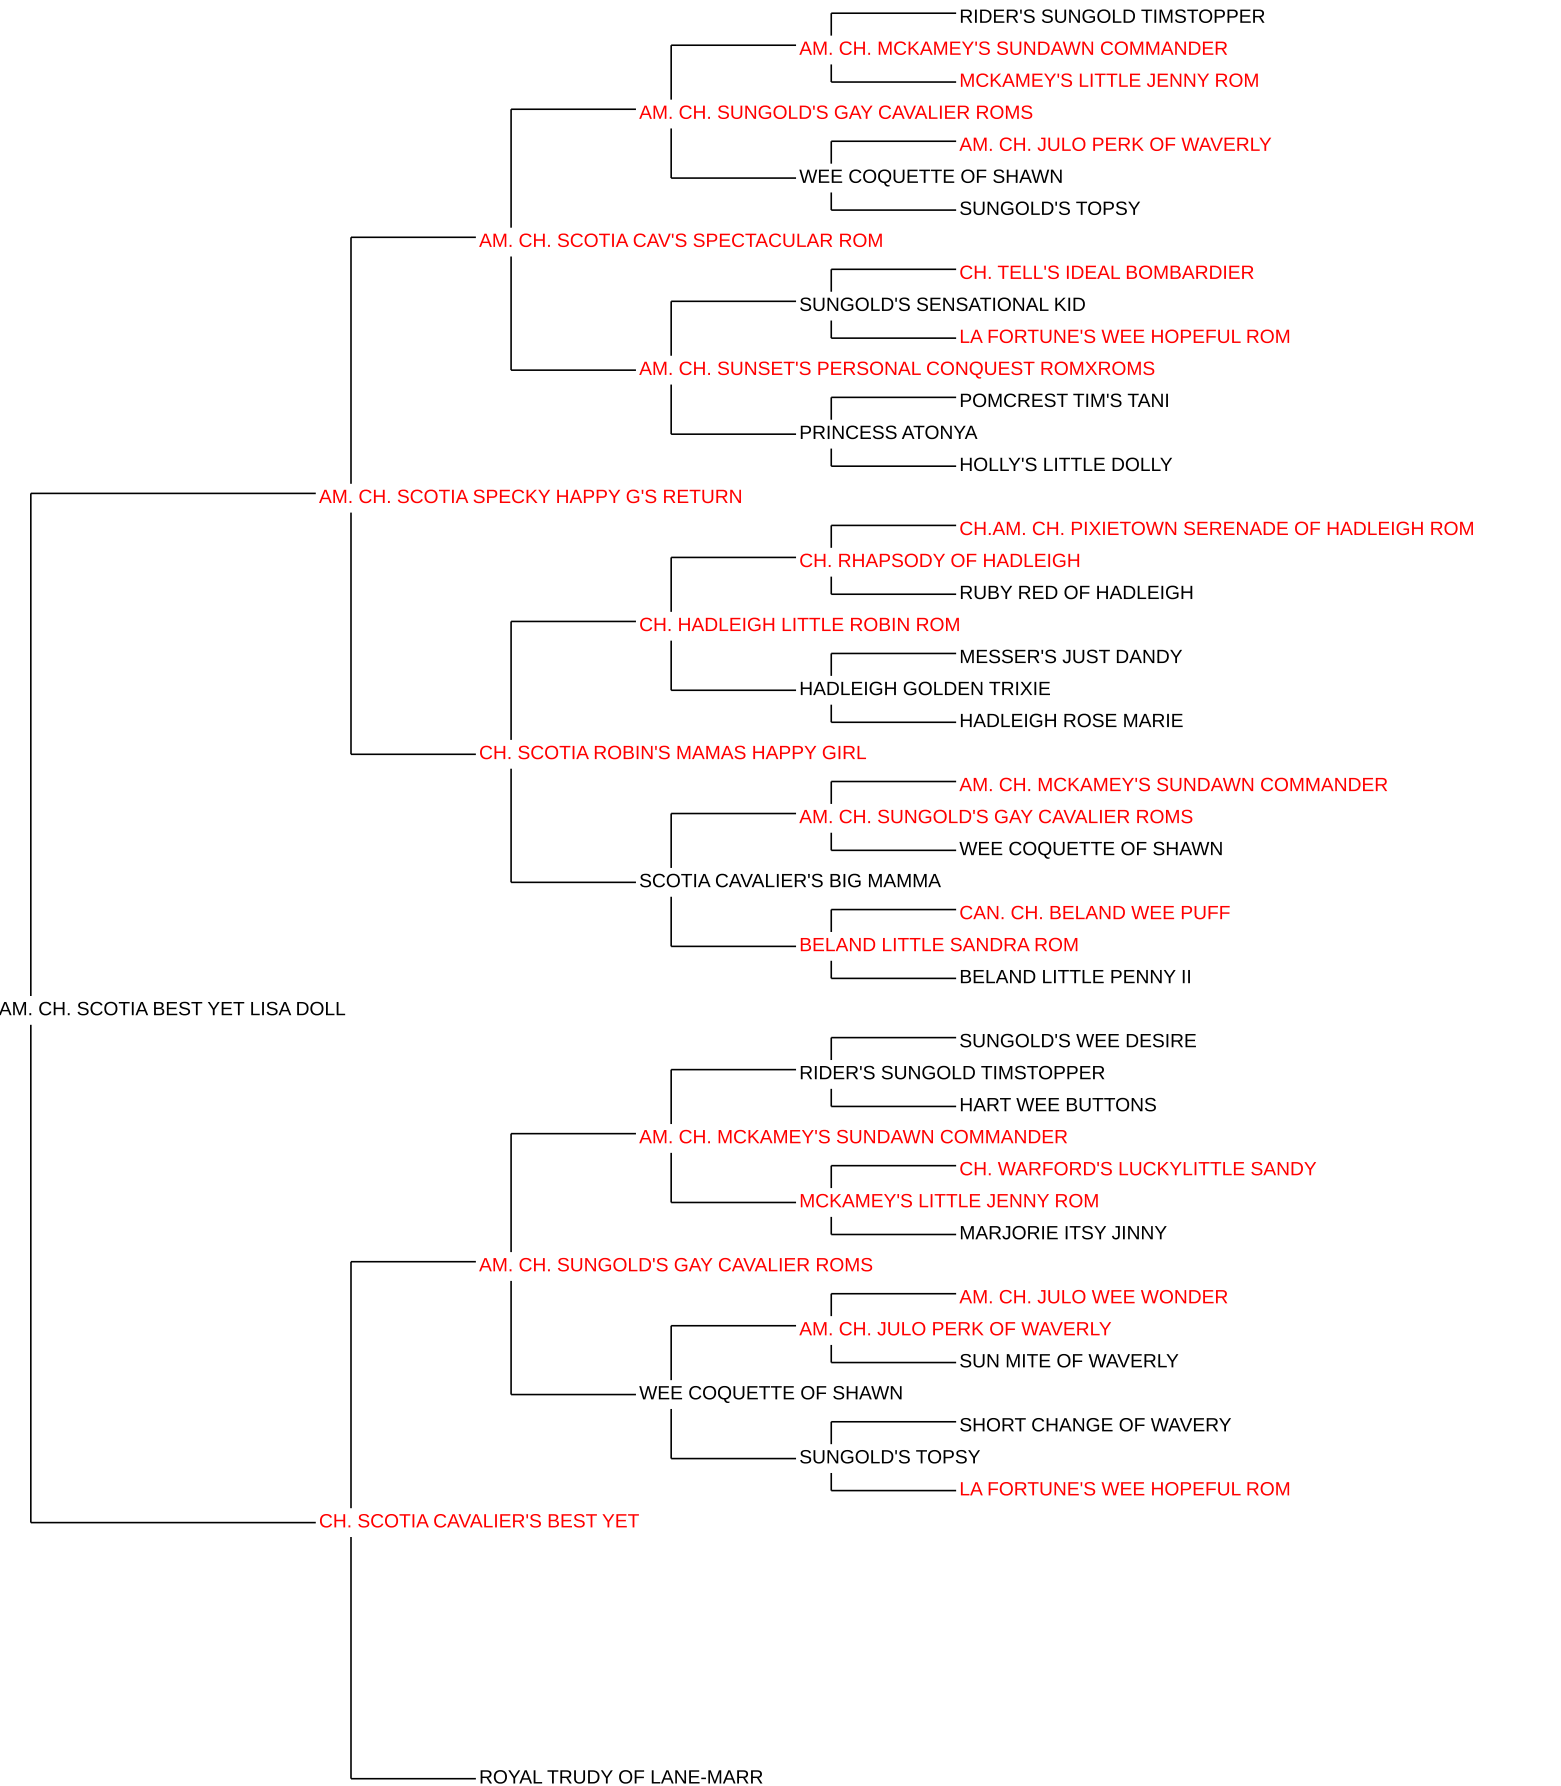 RIDER'S SUNGOLD TIMSTOPPER
AM. CH. MCKAMEY'S SUNDAWN COMMANDER
MCKAMEY'S LITTLE JENNY ROM
AM. CH. SUNGOLD'S GAY CAVALIER ROMS
AM. CH. JULO PERK OF WAVERLY
WEE COQUETTE OF SHAWN
SUNGOLD'S TOPSY
AM. CH. SCOTIA CAV'S SPECTACULAR ROM
CH. TELL'S IDEAL BOMBARDIER
SUNGOLD'S SENSATIONAL KID
LA FORTUNE'S WEE HOPEFUL ROM
AM. CH. SUNSET'S PERSONAL CONQUEST ROMXROMS
POMCREST TIM'S TANI
PRINCESS ATONYA
HOLLY'S LITTLE DOLLY
AM. CH. SCOTIA SPECKY HAPPY G'S RETURN
CH.AM. CH. PIXIETOWN SERENADE OF HADLEIGH ROM
CH. RHAPSODY OF HADLEIGH
RUBY RED OF HADLEIGH
CH. HADLEIGH LITTLE ROBIN ROM
MESSER'S JUST DANDY
HADLEIGH GOLDEN TRIXIE
HADLEIGH ROSE MARIE
CH. SCOTIA ROBIN'S MAMAS HAPPY GIRL
AM. CH. MCKAMEY'S SUNDAWN COMMANDER
AM. CH. SUNGOLD'S GAY CAVALIER ROMS
WEE COQUETTE OF SHAWN
SCOTIA CAVALIER'S BIG MAMMA
CAN. CH. BELAND WEE PUFF
BELAND LITTLE SANDRA ROM
BELAND LITTLE PENNY II
AM. CH. SCOTIA BEST YET LISA DOLL
SUNGOLD'S WEE DESIRE
RIDER'S SUNGOLD TIMSTOPPER
HART WEE BUTTONS
AM. CH. MCKAMEY'S SUNDAWN COMMANDER
CH. WARFORD'S LUCKYLITTLE SANDY
MCKAMEY'S LITTLE JENNY ROM
MARJORIE ITSY JINNY
AM. CH. SUNGOLD'S GAY CAVALIER ROMS
AM. CH. JULO WEE WONDER
AM. CH. JULO PERK OF WAVERLY
SUN MITE OF WAVERLY
WEE COQUETTE OF SHAWN
SHORT CHANGE OF WAVERY
SUNGOLD'S TOPSY
LA FORTUNE'S WEE HOPEFUL ROM
CH. SCOTIA CAVALIER'S BEST YET
ROYAL TRUDY OF LANE-MARR